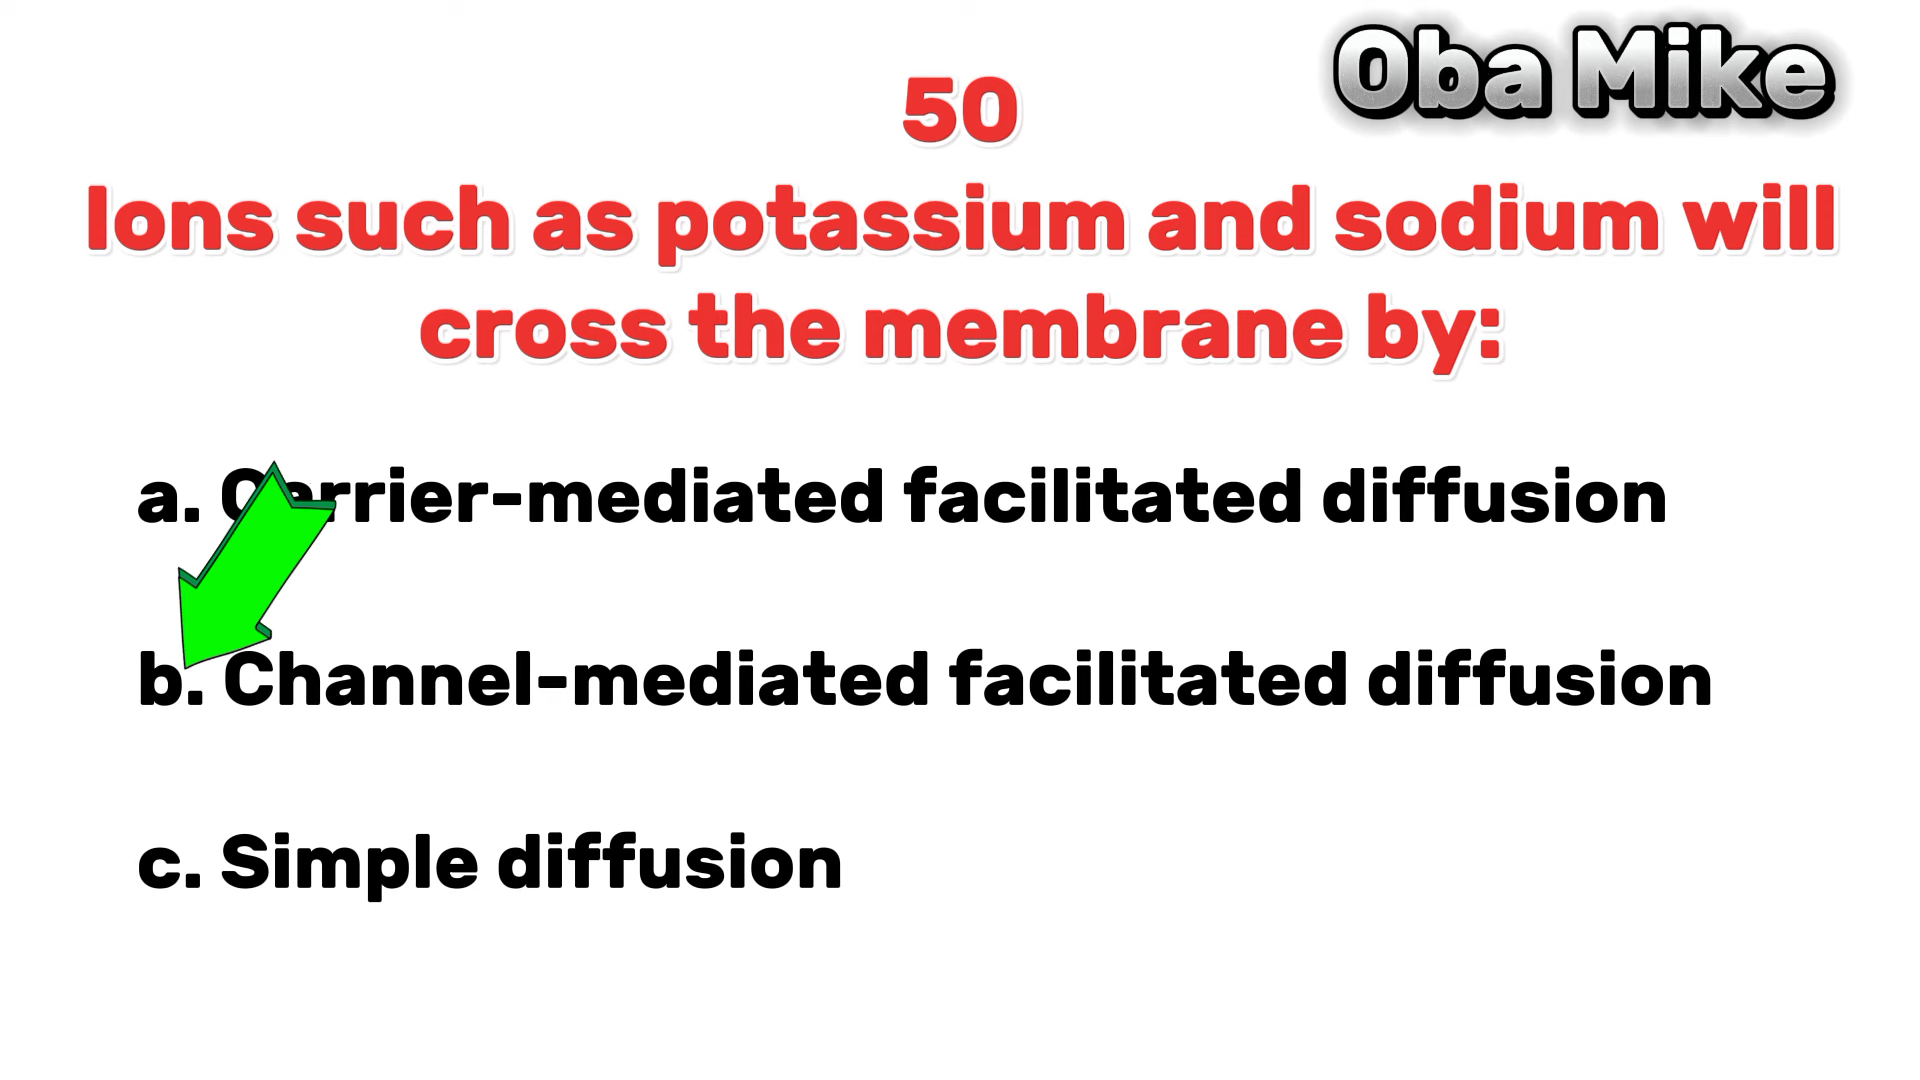 Oba Mike
50
Ions such as potassium and sodium will
cross the membrane by:
a. Carrier-mediated facilitated diffusion
b. Channel-mediated facilitated diffusion
c. Simple diffusion